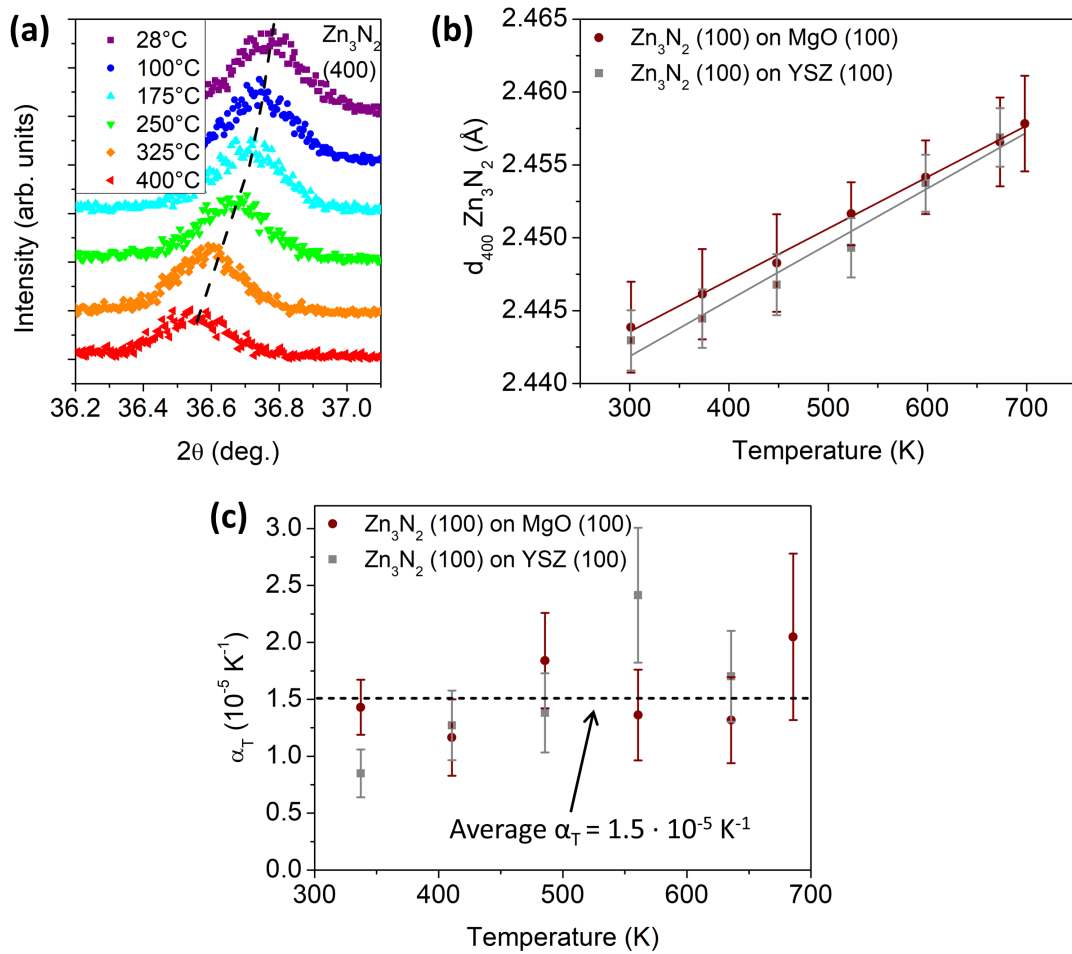 (a)
28°C
100°C
175°C
250°C
325°C
400°C
Zn₃N₂
(400)
Intensity (arb. units)
36.2 36.4 36.6 36.8 37.0
2θ (deg.)
(b)
Zn₃N₂ (100) on MgO (100)
Zn₃N₂ (100) on YSZ (100)
d₄₀₀ Zn₃N₂ (Å)
2.465
2.460
2.455
2.450
2.445
2.440
300 400 500 600 700
Temperature (K)
(c)
Zn₃N₂ (100) on MgO (100)
Zn₃N₂ (100) on YSZ (100)
α_T (10⁻⁵ K⁻¹)
3.0
2.5
2.0
1.5
1.0
0.5
0.0
Average α_T = 1.5 · 10⁻⁵ K⁻¹
300 400 500 600 700
Temperature (K)